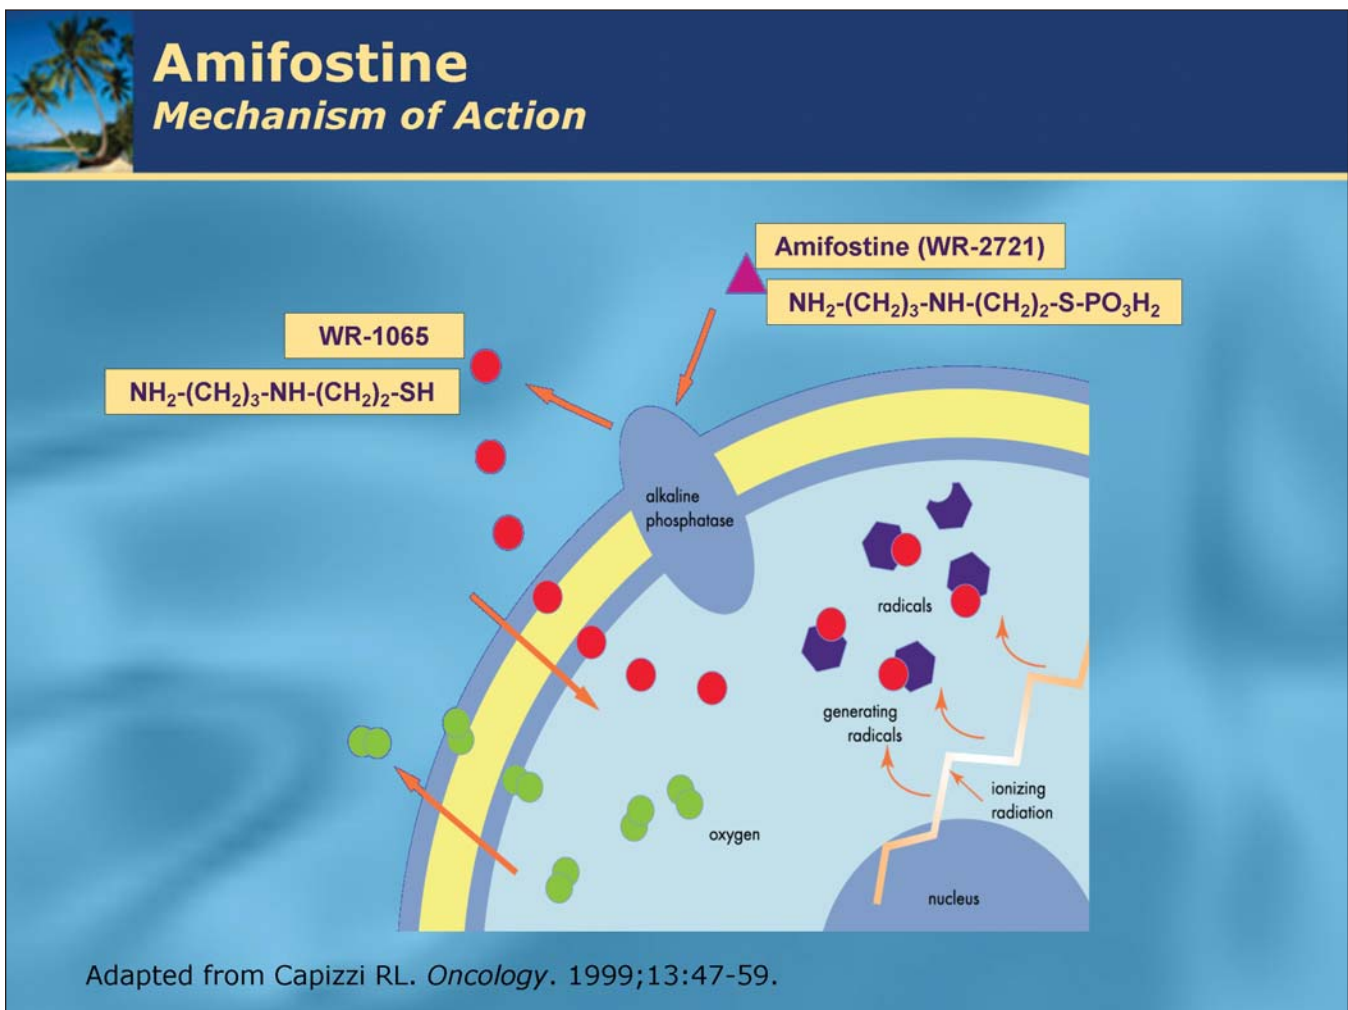 Amifostine
Mechanism of Action
Amifostine (WR-2721)
NH₂-(CH₂)₃-NH-(CH₂)₂-S-PO₃H₂
WR-1065
NH₂-(CH₂)₃-NH-(CH₂)₂-SH
alkaline
phosphatase
radicals
generating
radicals
ionizing
radiation
oxygen
nucleus
Adapted from Capizzi RL. Oncology. 1999;13:47-59.